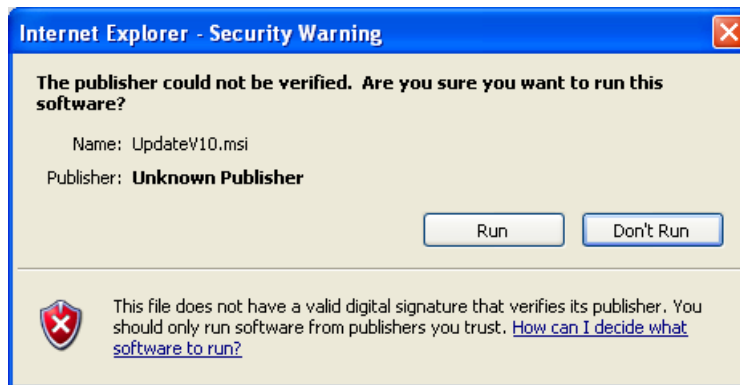 Internet Explorer - Security Warning
The publisher could not be verified.  Are you sure you want to run this
software?
Name: UpdateV10.msi
Publisher: Unknown Publisher
Run Don't Run
This file does not have a valid digital signature that verifies its publisher. You
should only run software from publishers you trust. How can I decide what
software to run?